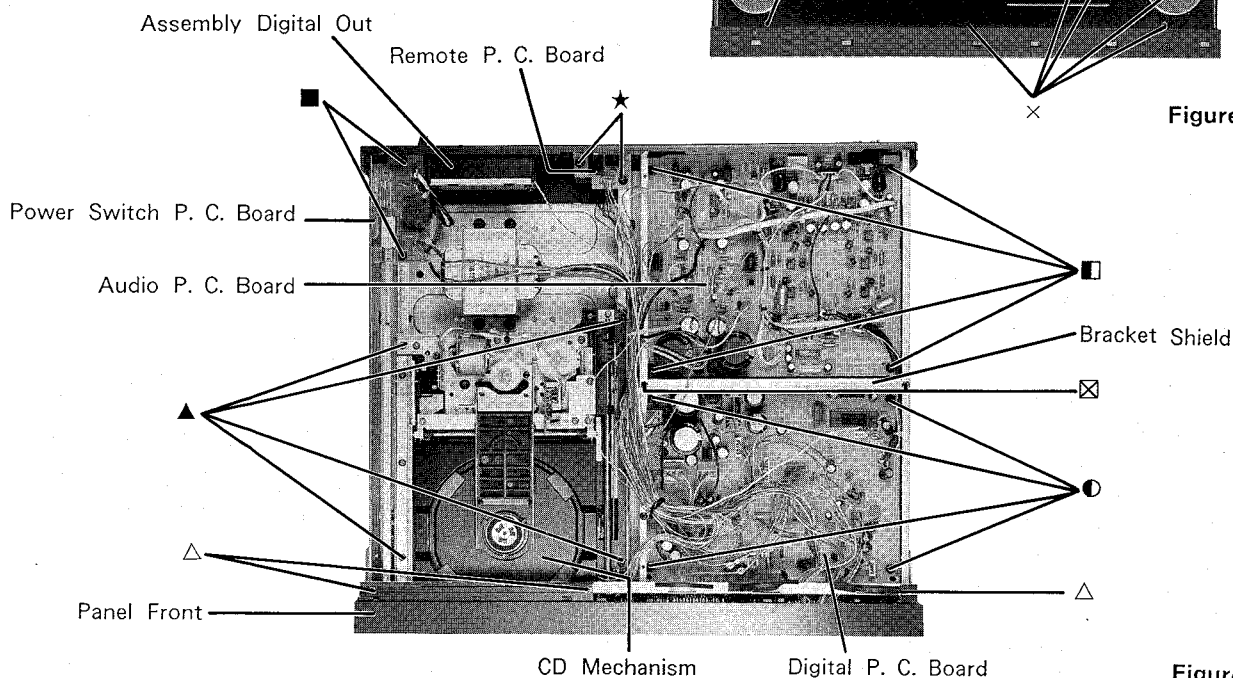 Assembly Digital Out
Remote P. C. Board
Figure
Power Switch P. C. Board
Audio P. C. Board
Bracket Shield
Panel Front
CD Mechanism
Digital P. C. Board
Figure